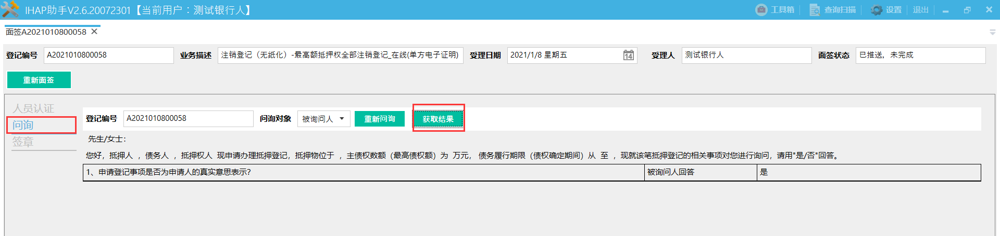 IHAP助手V2.6.20072301【当前用户：测试银行人】 工具箱 查询扫描 设置 退出
面签A2021010800058
登记编号 A2021010800058 业务描述 注销登记（无纸化）-最高额抵押权全部注销登记_在线(单方电子证明) 受理日期 2021/1/8 星期五 14 受理人 测试银行人 面签状态 已推送，未完成
重新面签
人员认证
问询
签章
登记编号 A2021010800058 问询对象 被询问人 重新问询 获取结果
先生/女士：
您好，抵押人 ，债务人 ，抵押权人 现申请办理抵押登记，抵押物位于 ，主债权数额（最高债权额）为 万元， 债务履行期限（债权确定期间）从 至 ，现就该笔抵押登记的相关事项对您进行询问，请用"是/否"回答。
1、申请登记事项是否为申请人的真实意思表示？ 被询问人回答 是